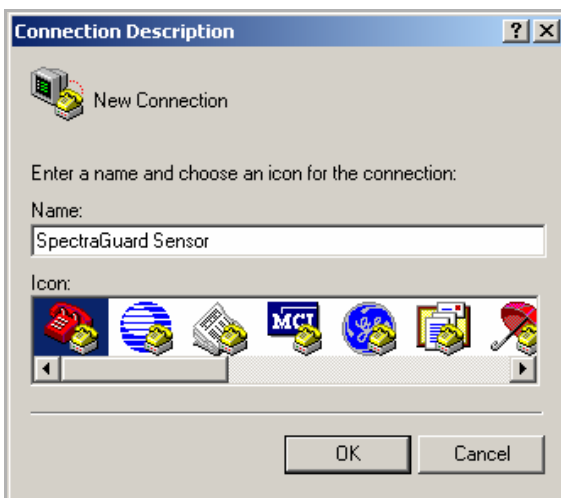 Connection Description
New Connection
Enter a name and choose an icon for the connection:
Name:
SpectraGuard Sensor
Icon:
MCI
OK
Cancel